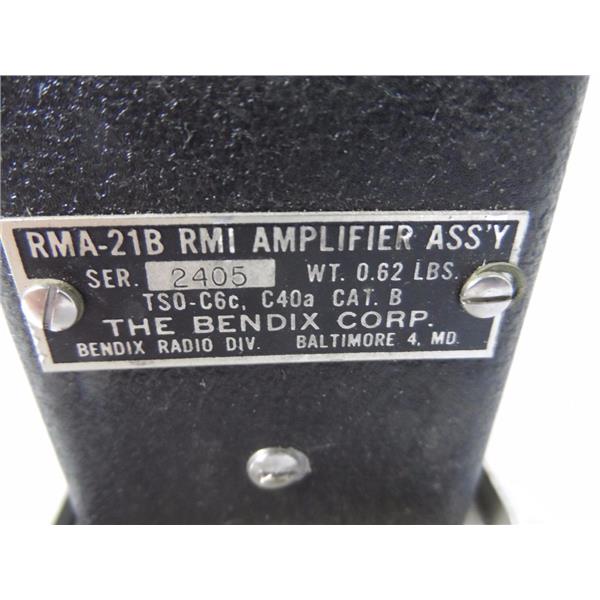 RMA-21B RMI AMPLIFIER ASS'Y
SER. 2405 WT. 0.62 LBS.
TSO-C6c, C40a CAT. B
THE BENDIX CORP.
BENDIX RADIO DIV. BALTIMORE 4, MD.